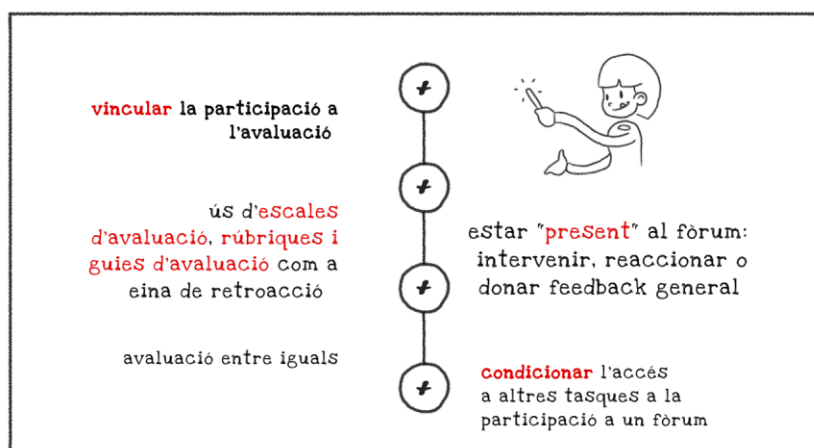 vincular la participació a
l'avaluació
ús d'escales
d'avaluació, rúbriques i
guies d'avaluació com a
eina de retroacció
avaluació entre iguals
estar "present" al fòrum:
intervenir, reaccionar o
donar feedback general
condicionar l'accés
a altres tasques a la
participació a un fòrum